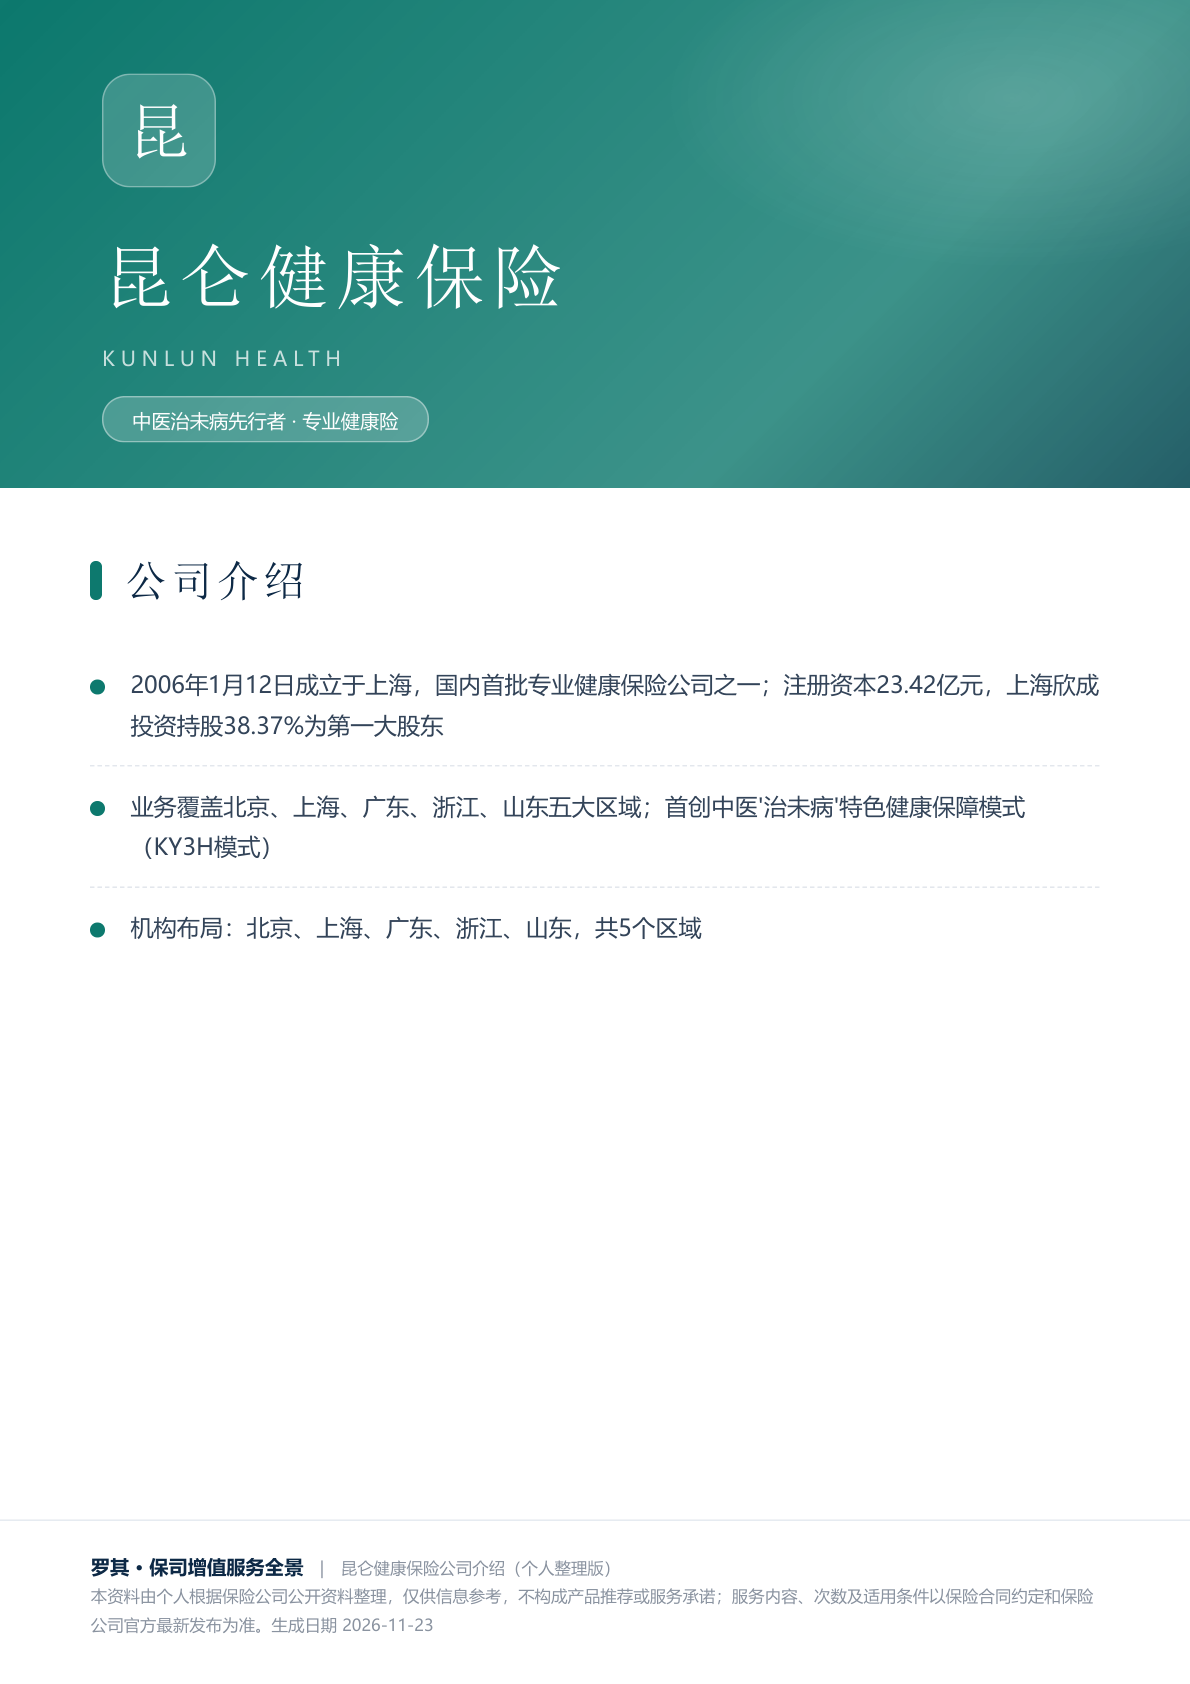 昆
昆仑健康保险
KUNLUN HEALTH
中医治未病先行者 · 专业健康险
公司介绍
2006年1月12日成立于上海，国内首批专业健康保险公司之一；注册资本23.42亿元，上海欣成
投资持股38.37%为第一大股东
业务覆盖北京、上海、广东、浙江、山东五大区域；首创中医'治未病'特色健康保障模式
（KY3H模式）
机构布局：北京、上海、广东、浙江、山东，共5个区域
罗其 • 保司增值服务全景 | 昆仑健康保险公司介绍（个人整理版）
本资料由个人根据保险公司公开资料整理，仅供信息参考，不构成产品推荐或服务承诺；服务内容、次数及适用条件以保险合同约定和保险
公司官方最新发布为准。生成日期 2026-11-23